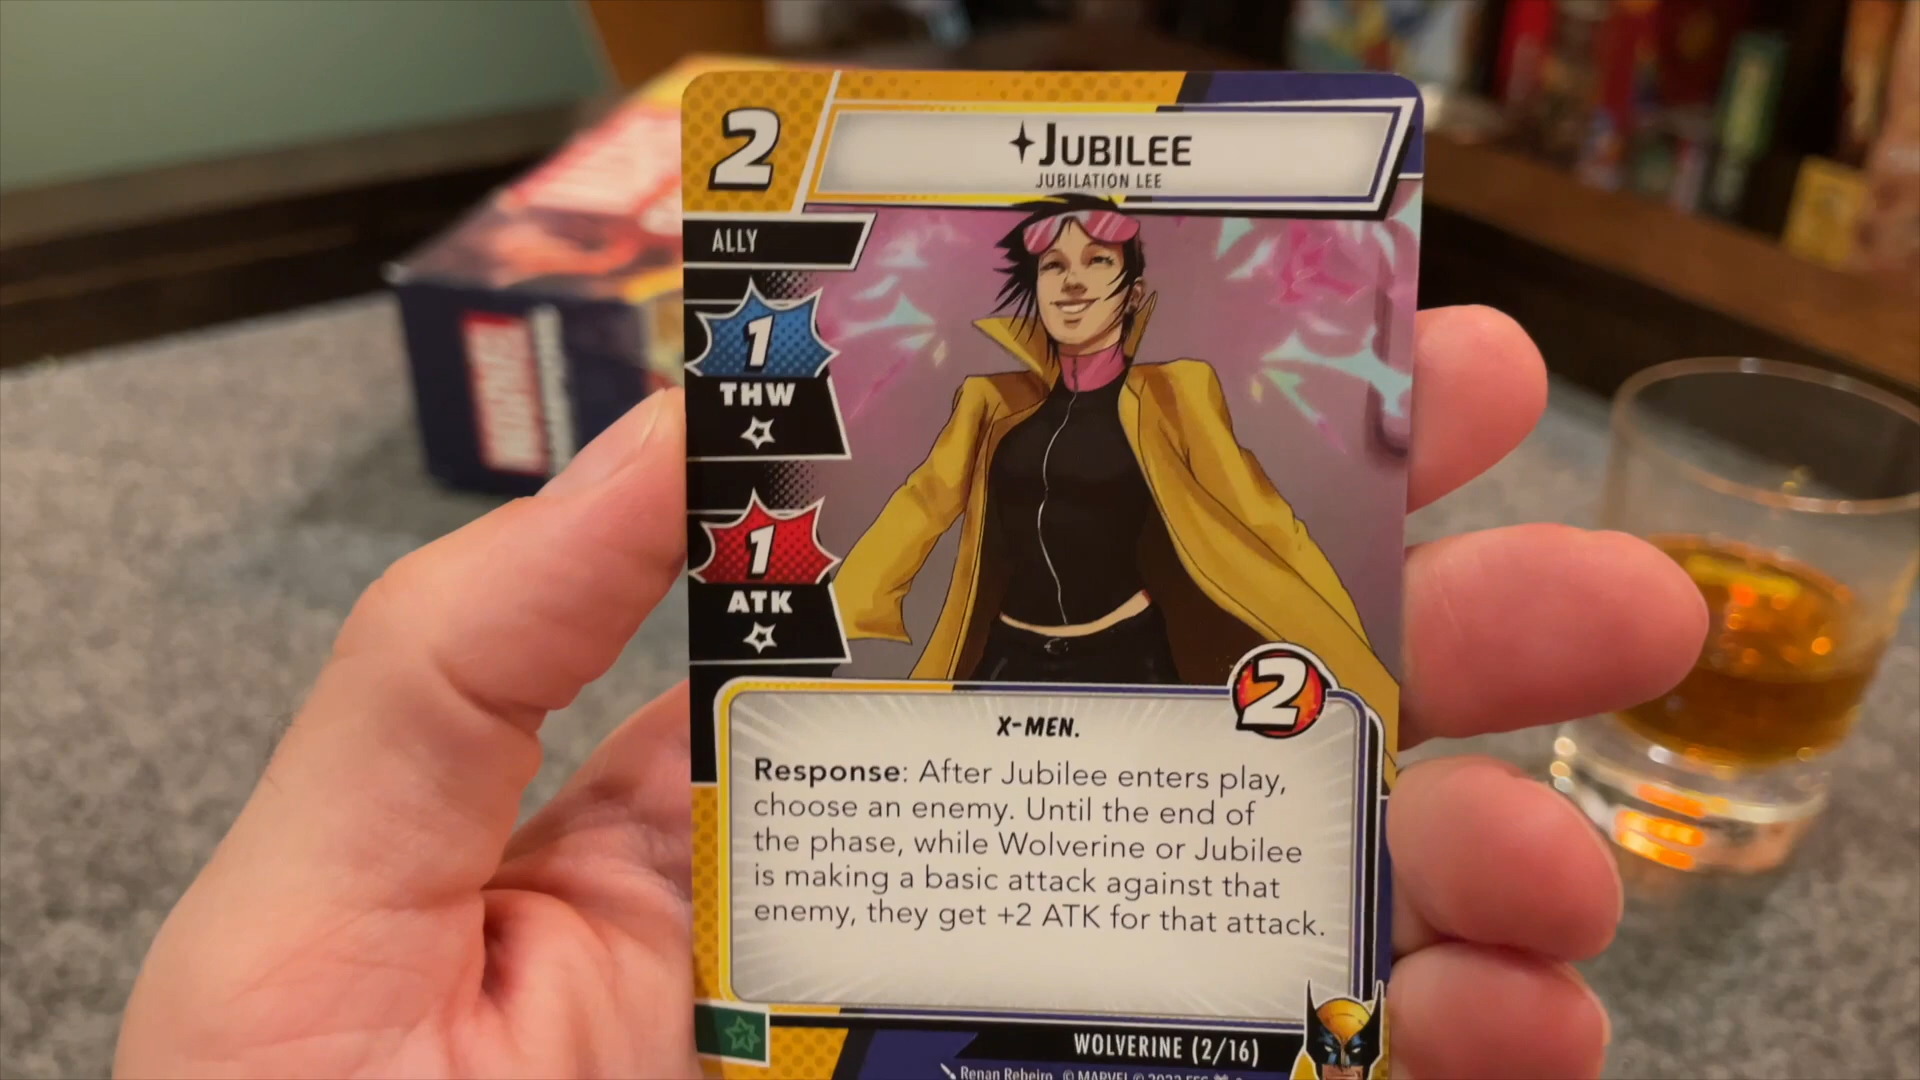 2
JUBILEE
JUBILATION LEE
ALLY
1
THW
1
ATK
2
X-MEN.
Response: After Jubilee enters play,
choose an enemy. Until the end of
the phase, while Wolverine or Jubilee
is making a basic attack against that
enemy, they get +2 ATK for that attack.
WOLVERINE (2/16)
Renan Rebeiro. © MARVEL ©
MARVEL